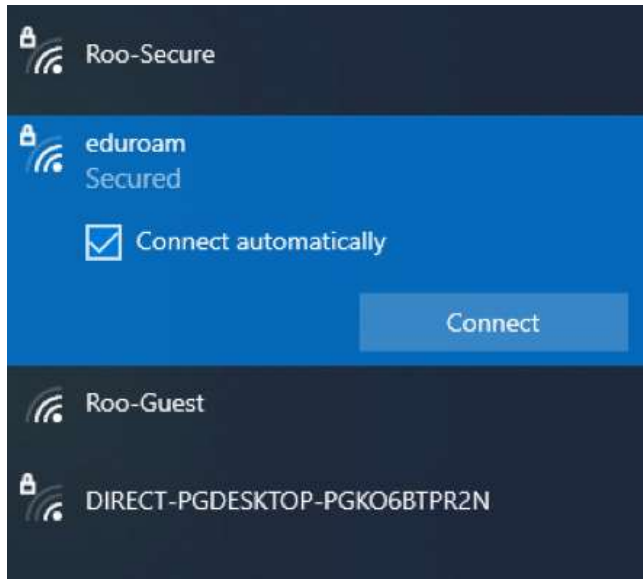 Roo-Secure
eduroam
Secured
Connect automatically
Connect
Roo-Guest
DIRECT-PGDESKTOP-PGKO6BTPR2N